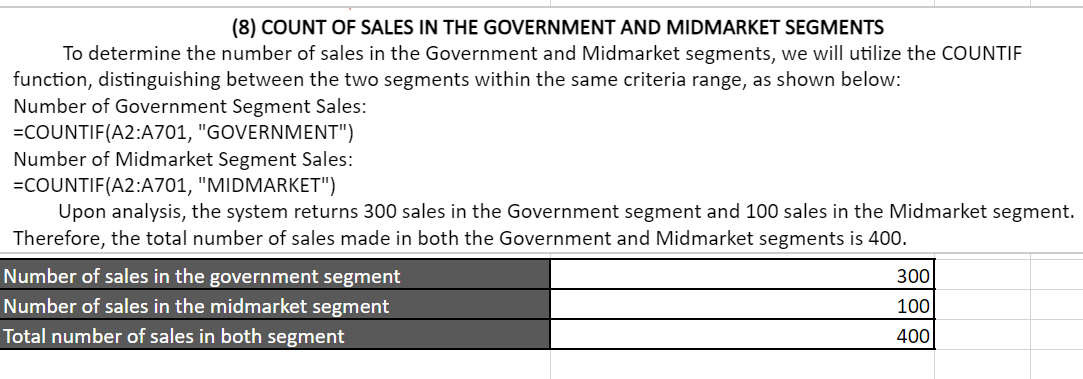 (8) COUNT OF SALES IN THE GOVERNMENT AND MIDMARKET SEGMENTS
To determine the number of sales in the Government and Midmarket segments, we will utilize the COUNTIF
function, distinguishing between the two segments within the same criteria range, as shown below:
Number of Government Segment Sales:
=COUNTIF(A2:A701, "GOVERNMENT")
Number of Midmarket Segment Sales:
=COUNTIF(A2:A701, "MIDMARKET")
Upon analysis, the system returns 300 sales in the Government segment and 100 sales in the Midmarket segment.
Therefore, the total number of sales made in both the Government and Midmarket segments is 400.
Number of sales in the government segment 300
Number of sales in the midmarket segment 100
Total number of sales in both segment 400